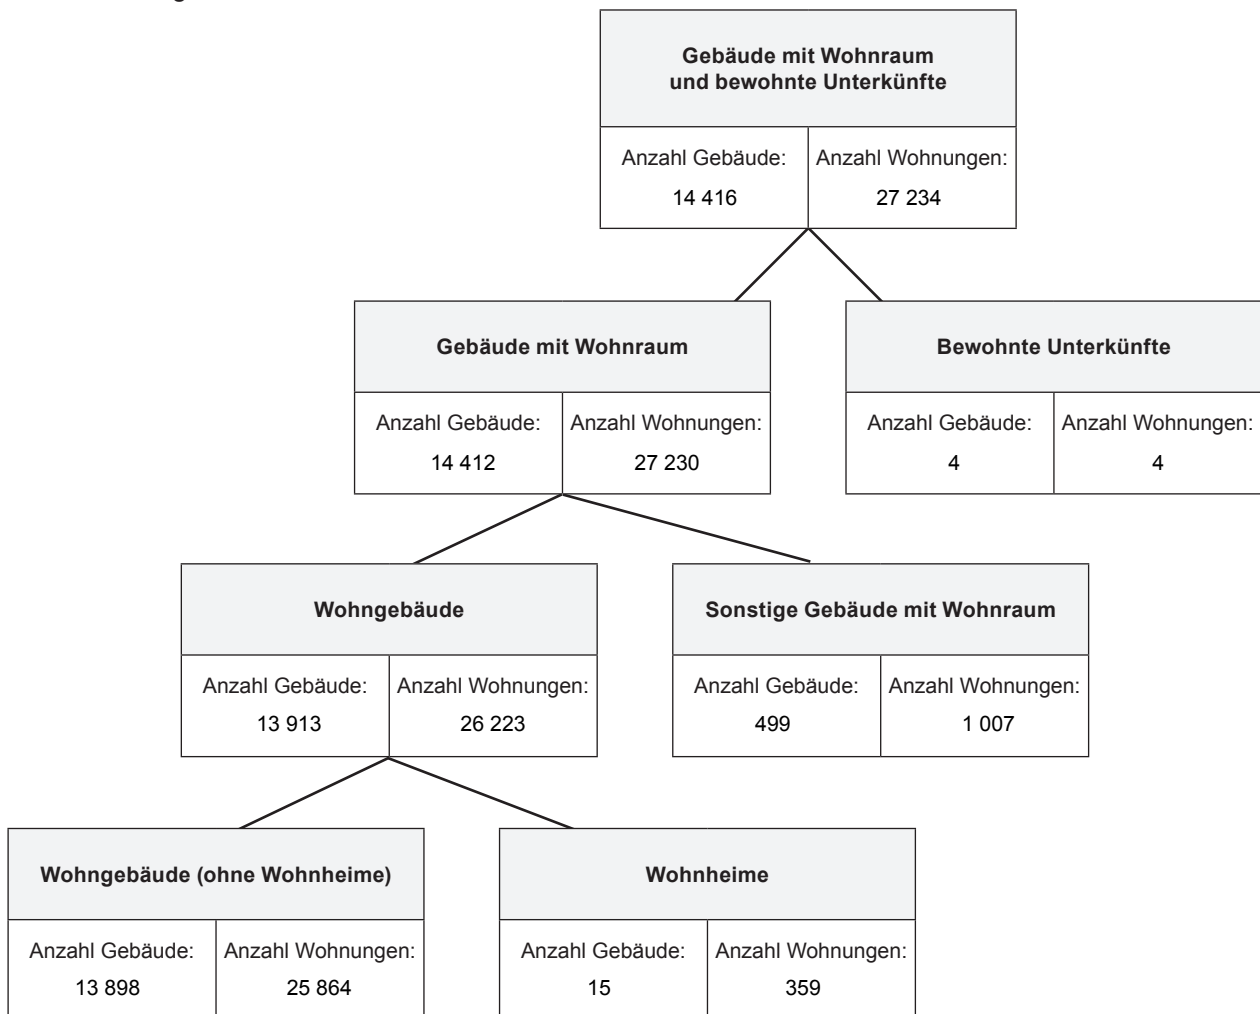 Gebäude mit Wohnraum
und bewohnte Unterkünfte
Anzahl Gebäude: Anzahl Wohnungen:
14 416 27 234
Gebäude mit Wohnraum
Anzahl Gebäude: Anzahl Wohnungen:
14 412 27 230
Bewohnte Unterkünfte
Anzahl Gebäude: Anzahl Wohnungen:
4 4
Wohngebäude
Anzahl Gebäude: Anzahl Wohnungen:
13 913 26 223
Sonstige Gebäude mit Wohnraum
Anzahl Gebäude: Anzahl Wohnungen:
499 1 007
Wohngebäude (ohne Wohnheime)
Anzahl Gebäude: Anzahl Wohnungen:
13 898 25 864
Wohnheime
Anzahl Gebäude: Anzahl Wohnungen:
15 359